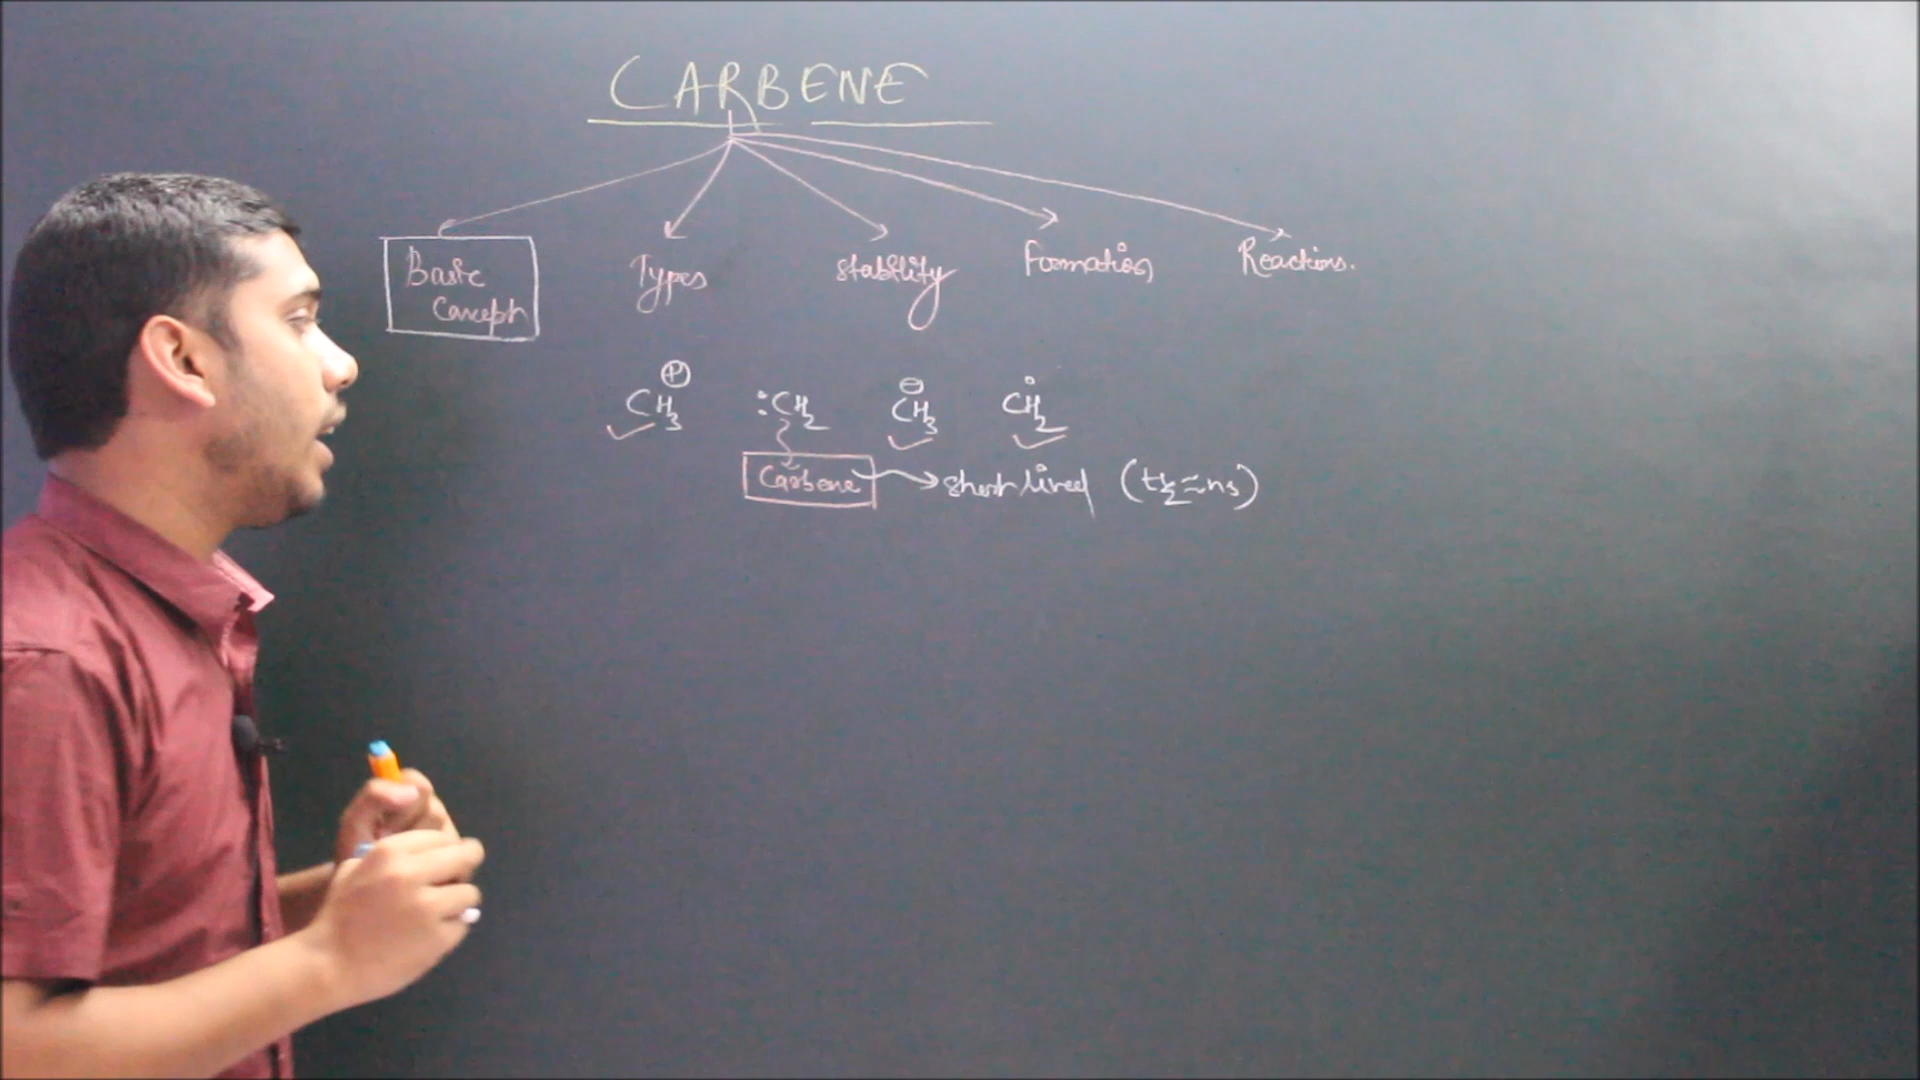 CARBENE
Basic Types Stability Formation Reactions.
Concept
⊕ ⊖ •
CH₃ :CH₂ CH₃ CH₂
Carbene → short lived (t½ ≈ ns)